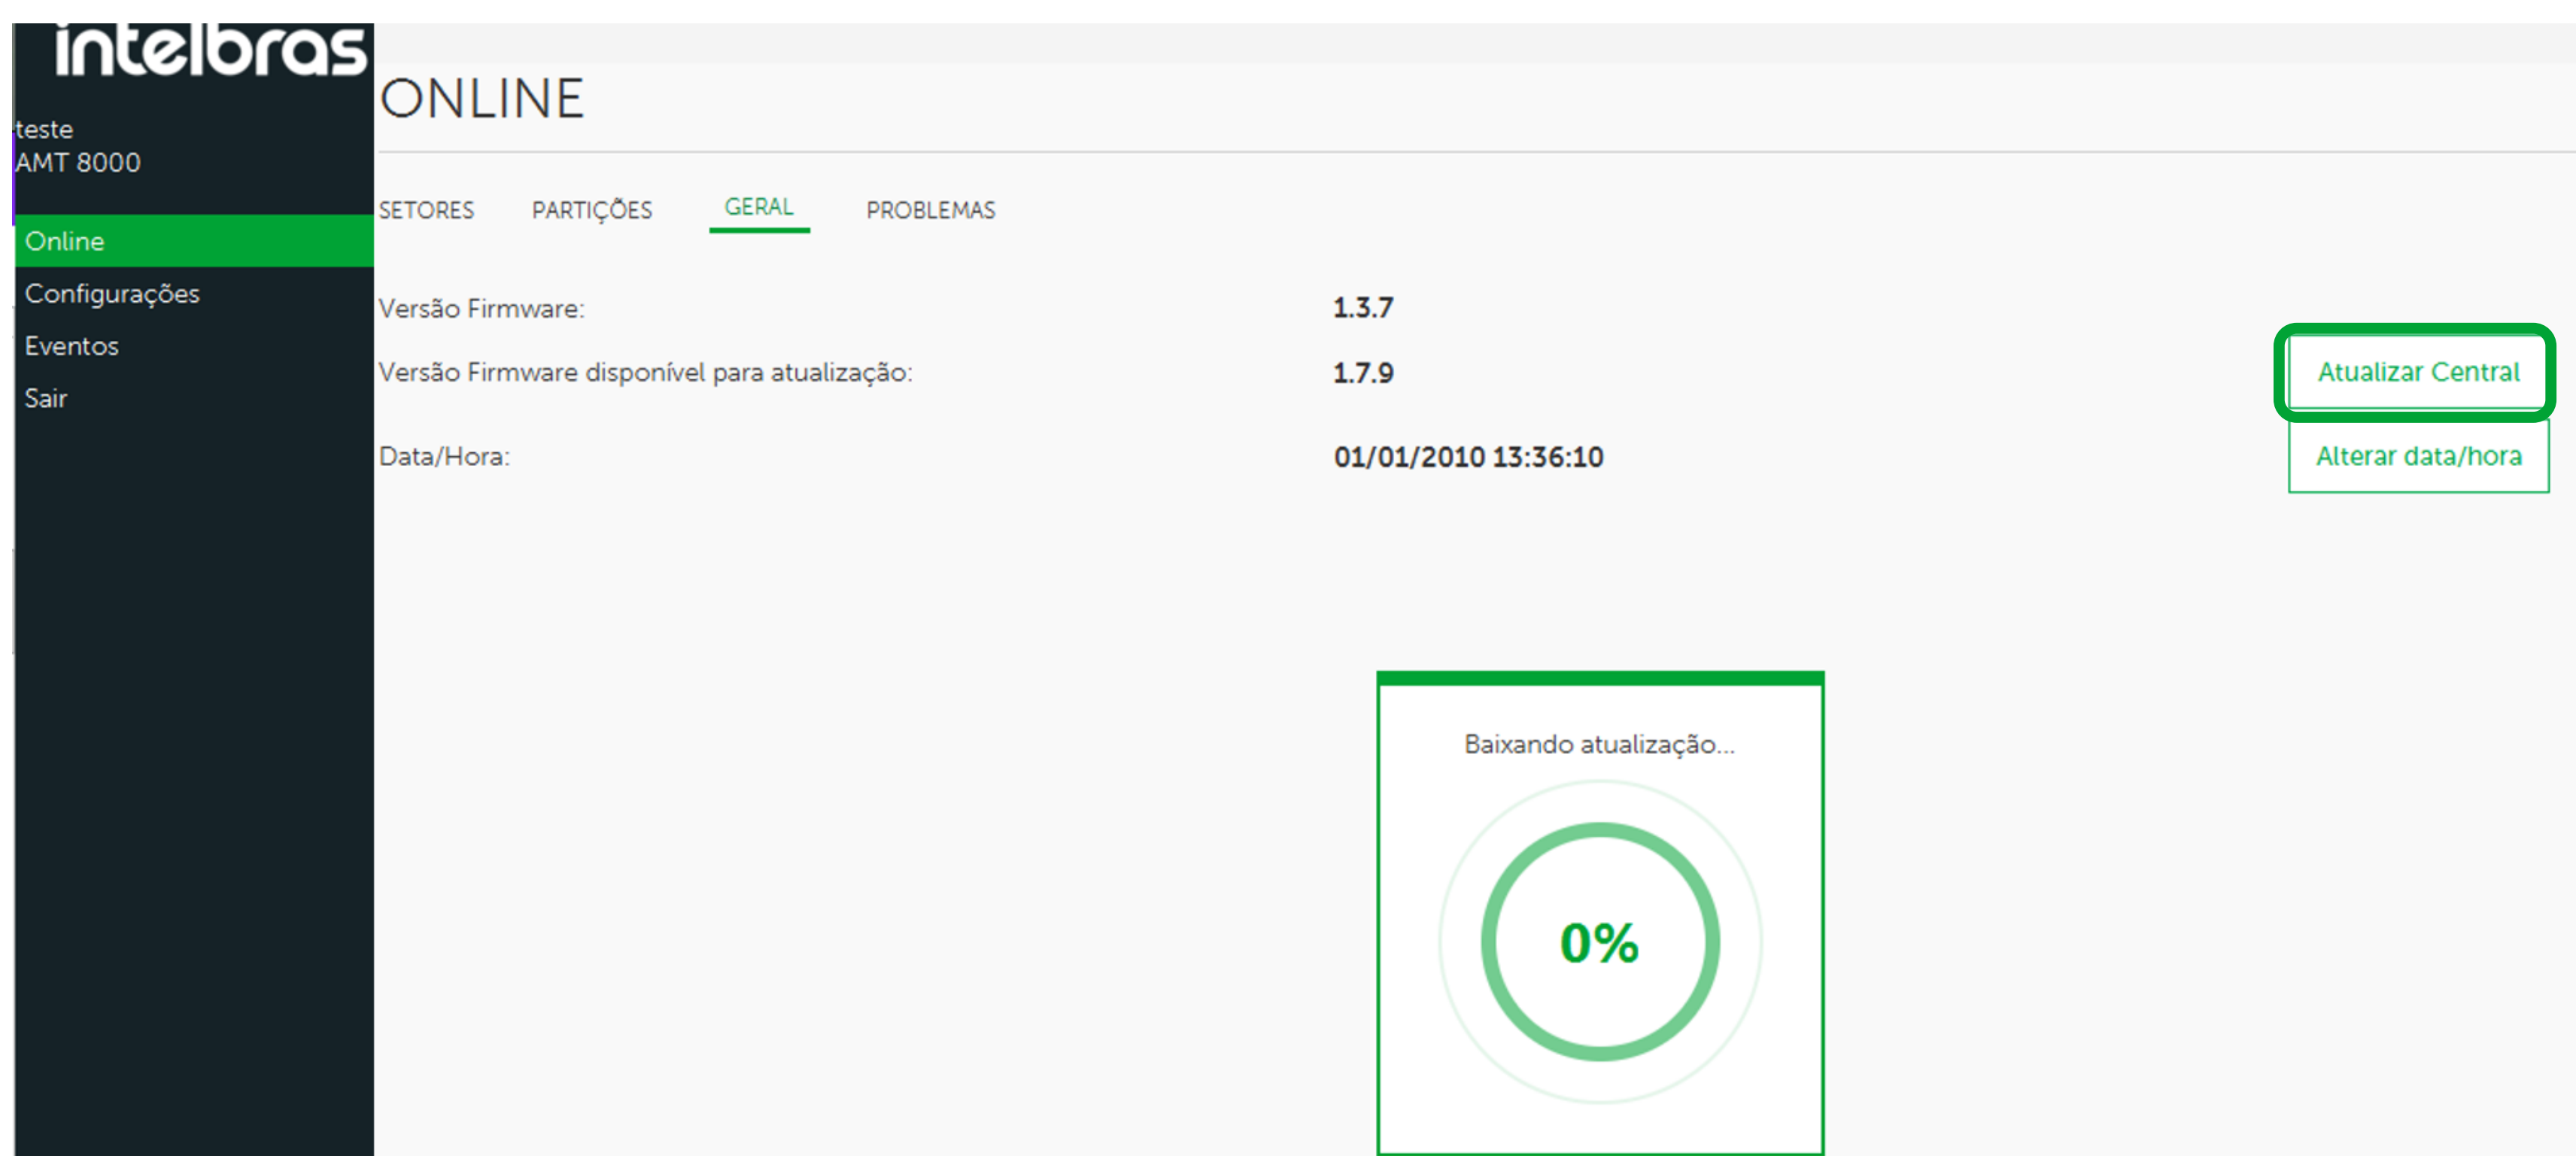 intelbras
teste
AMT 8000
Online
Configurações
Eventos
Sair
ONLINE
SETORES PARTIÇÕES GERAL PROBLEMAS
Versão Firmware: 1.3.7
Versão Firmware disponível para atualização: 1.7.9 Atualizar Central
Data/Hora: 01/01/2010 13:36:10 Alterar data/hora
Baixando atualização...
0%